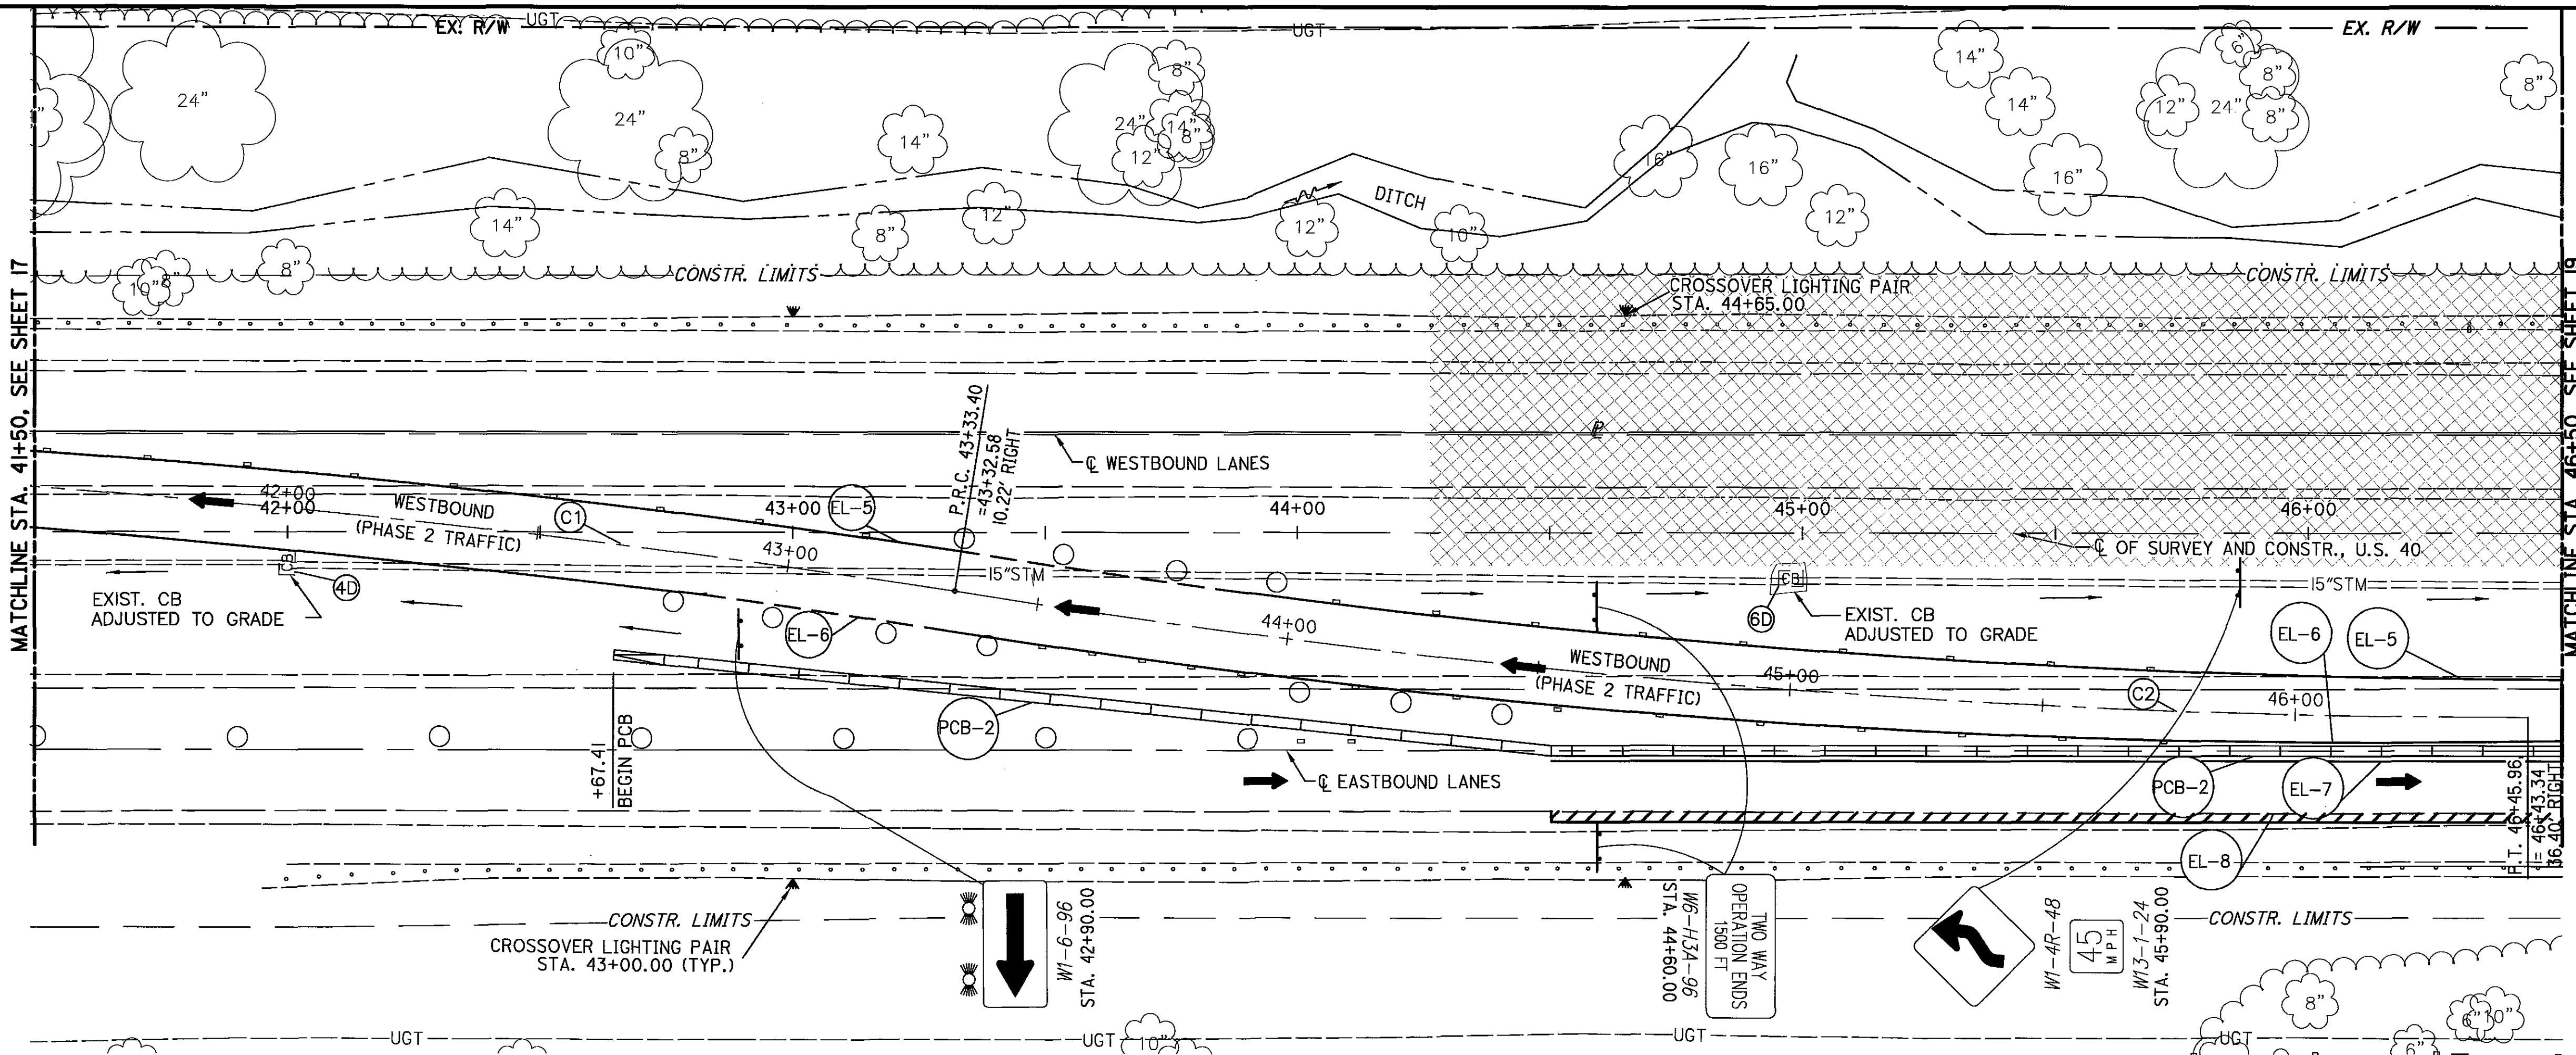 EX. R/W
UGT
UGT
EX. R/W
10"
8"
14"
6"
8"
8"
24"
24"
24"
14"
8"
14"
12"
24"
8"
14"
8"
12"
16"
16"
16"
14"
8"
12"
12"
DITCH
10"
12"
MATCHLINE STA. 41+50, SEE SHEET 17
MATCHLINE STA. 46+50, SEE SHEET 19
10"
8"
8"
CONSTR. LIMITS
CONSTR. LIMITS
CROSSOVER LIGHTING PAIR
STA. 44+65.00
P.R.C. 43+33.40
=43+32.58
10.22' RIGHT
℄ WESTBOUND LANES
42+00
42+00
WESTBOUND
(PHASE 2 TRAFFIC)
C1
43+00
EL-5
43+00
44+00
45+00
46+00
℄ OF SURVEY AND CONSTR., U.S. 40
CB
4D
EXIST. CB
ADJUSTED TO GRADE
15"STM
EL-6
44+00
CB
6D
EXIST. CB
ADJUSTED TO GRADE
15"STM
EL-6
EL-5
WESTBOUND
(PHASE 2 TRAFFIC)
45+00
C2
46+00
PCB-2
+67.41
BEGIN PCB
℄ EASTBOUND LANES
PCB-2
EL-7
EL-8
P.T. 46+45.96
= 46+43.34
36.40' RIGHT
CONSTR. LIMITS
CROSSOVER LIGHTING PAIR
STA. 43+00.00 (TYP.)
W1-6-96
STA. 42+90.00
TWO WAY
OPERATION ENDS
1500 FT
W6-H3A-96
STA. 44+60.00
W1-4R-48
45
MPH
W13-1-24
STA. 45+90.00
CONSTR. LIMITS
8"
6"
10"
UGT
UGT
10"
UGT
UGT
6"